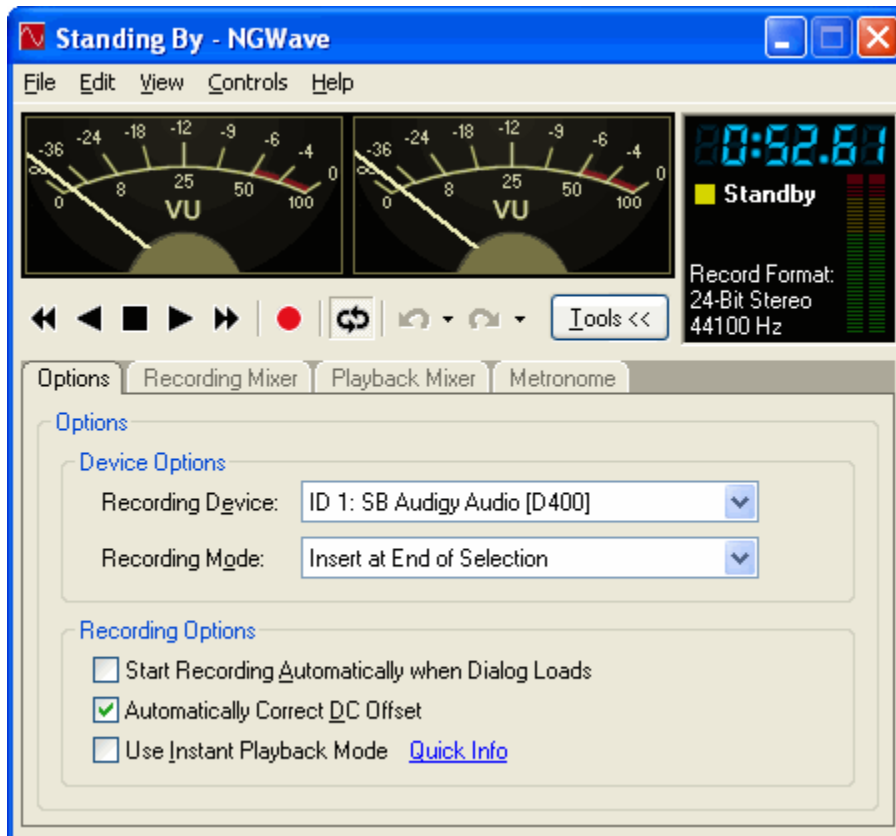 Standing By - NGWave
File Edit View Controls Help
-36 -24 -18 -12 -9 -6 -4 0
∞ 0 8 25 50 100
VU
-36 -24 -18 -12 -9 -6 -4 0
∞ 0 8 25 50 100
VU
0:52.61
Standby
Record Format:
24-Bit Stereo
44100 Hz
Tools <<
Options Recording Mixer Playback Mixer Metronome
Options
Device Options
Recording Device: ID 1: SB Audigy Audio [D400]
Recording Mode: Insert at End of Selection
Recording Options
Start Recording Automatically when Dialog Loads
Automatically Correct DC Offset
Use Instant Playback Mode Quick Info